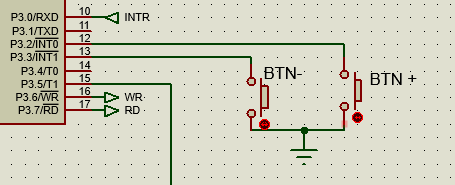 P3.0/RXD 10 INTR
P3.1/TXD 11
P3.2/INT0 12
P3.3/INT1 13
P3.4/T0 14
P3.5/T1 15
P3.6/WR 16 WR
P3.7/RD 17 RD
BTN-
BTN +